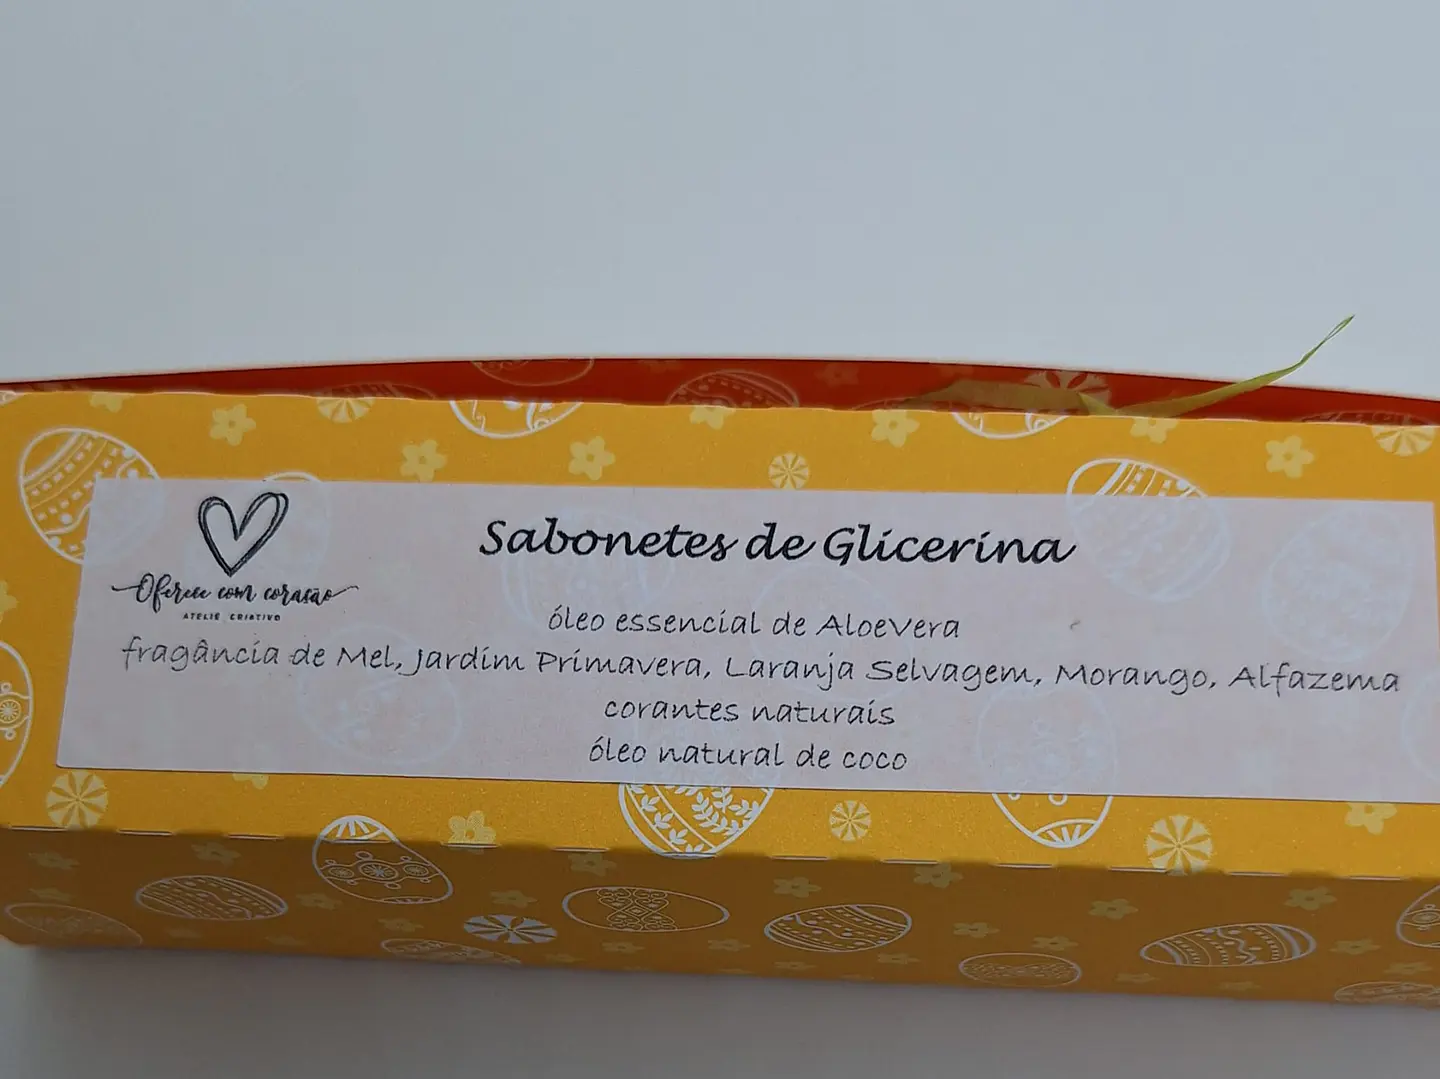 Sabonetes de Glicerina
Oferece com coração
ATELIÊ CRIATIVO
óleo essencial de AloeVera
fragância de Mel, Jardim Primavera, Laranja Selvagem, Morango, Alfazema
corantes naturais
óleo natural de coco